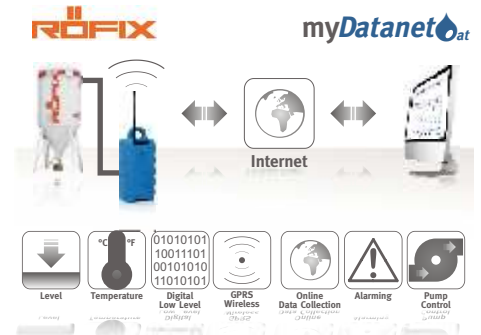 RÖFIX
myDatanet.at
RÖFIX
Internet
°C °F
01010101
10011101
00101010
11010101
Level
Temperature
Digital
Low Level
GPRS
Wireless
Online
Data Collection
Alarming
Pump
Control